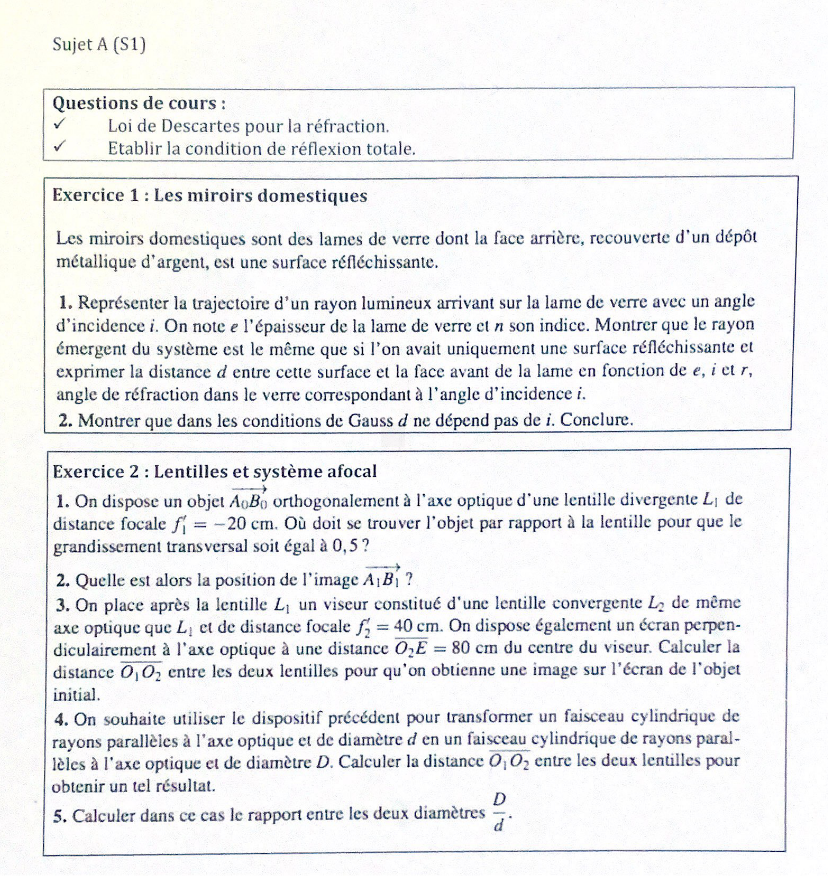 Sujet A (S1)
Questions de cours :
✓ Loi de Descartes pour la réfraction.
✓ Etablir la condition de réflexion totale.
Exercice 1 : Les miroirs domestiques
Les miroirs domestiques sont des lames de verre dont la face arrière, recouverte d'un dépôt
métallique d'argent, est une surface réfléchissante.
1. Représenter la trajectoire d'un rayon lumineux arrivant sur la lame de verre avec un angle
d'incidence i. On note e l'épaisseur de la lame de verre et n son indice. Montrer que le rayon
émergent du système est le même que si l'on avait uniquement une surface réfléchissante et
exprimer la distance d entre cette surface et la face avant de la lame en fonction de e, i et r,
angle de réfraction dans le verre correspondant à l'angle d'incidence i.
2. Montrer que dans les conditions de Gauss d ne dépend pas de i. Conclure.
Exercice 2 : Lentilles et système afocal
1. On dispose un objet $\overrightarrow{A_0B_0}$ orthogonalement à l'axe optique d'une lentille divergente $L_1$ de
distance focale $f_1' = -20$ cm. Où doit se trouver l'objet par rapport à la lentille pour que le
grandissement transversal soit égal à 0,5 ?
2. Quelle est alors la position de l'image $\overrightarrow{A_1B_1}$ ?
3. On place après la lentille $L_1$ un viseur constitué d'une lentille convergente $L_2$ de même
axe optique que $L_1$ et de distance focale $f_2' = 40$ cm. On dispose également un écran perpen-
diculairement à l'axe optique à une distance $\overline{O_2E} = 80$ cm du centre du viseur. Calculer la
distance $\overline{O_1O_2}$ entre les deux lentilles pour qu'on obtienne une image sur l'écran de l'objet
initial.
4. On souhaite utiliser le dispositif précédent pour transformer un faisceau cylindrique de
rayons parallèles à l'axe optique et de diamètre d en un faisceau cylindrique de rayons paral-
lèles à l'axe optique et de diamètre D. Calculer la distance $\overline{O_1O_2}$ entre les deux lentilles pour
obtenir un tel résultat.
5. Calculer dans ce cas le rapport entre les deux diamètres $\frac{D}{d}$.